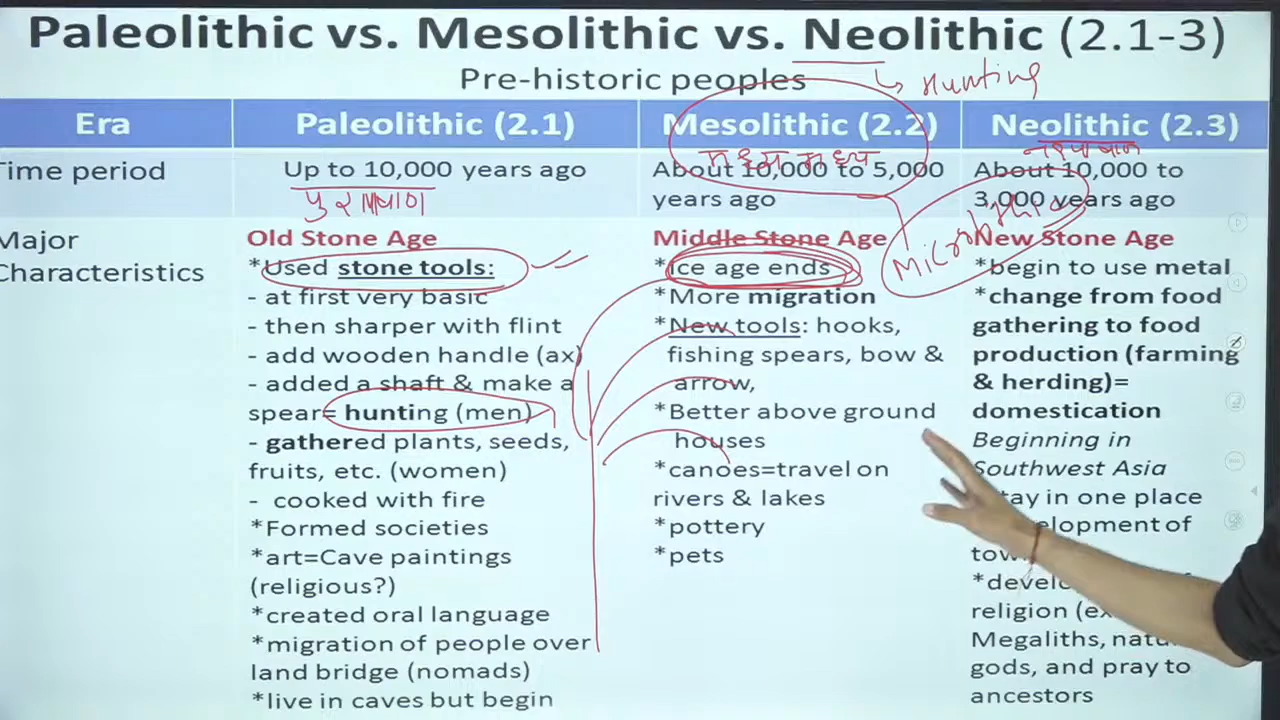 Paleolithic vs. Mesolithic vs. Neolithic (2.1-3)
Pre-historic peoples
Hunting
Era
Paleolithic (2.1)
Mesolithic (2.2)
Neolithic (2.3)
Time period
Up to 10,000 years ago
About 10,000 to 5,000
years ago
About 10,000 to
3,000 years ago
Microlithic
Major
Characteristics
Old Stone Age
*Used stone tools:
- at first very basic
- then sharper with flint
- add wooden handle (ax)
- added a shaft & make a
spear= hunting (men)
- gathered plants, seeds,
fruits, etc. (women)
- cooked with fire
*Formed societies
*art=Cave paintings
(religious?)
*created oral language
*migration of people over
land bridge (nomads)
*live in caves but begin
Middle Stone Age
*Ice age ends
*More migration
*New tools: hooks,
fishing spears, bow &
arrow,
*Better above ground
houses
*canoes=travel on
rivers & lakes
*pottery
*pets
New Stone Age
*begin to use metal
*change from food
gathering to food
production (farming
& herding)=
domestication
Beginning in
Southwest Asia
in one place
of
religion
Megaliths,
gods, and pray to
ancestors